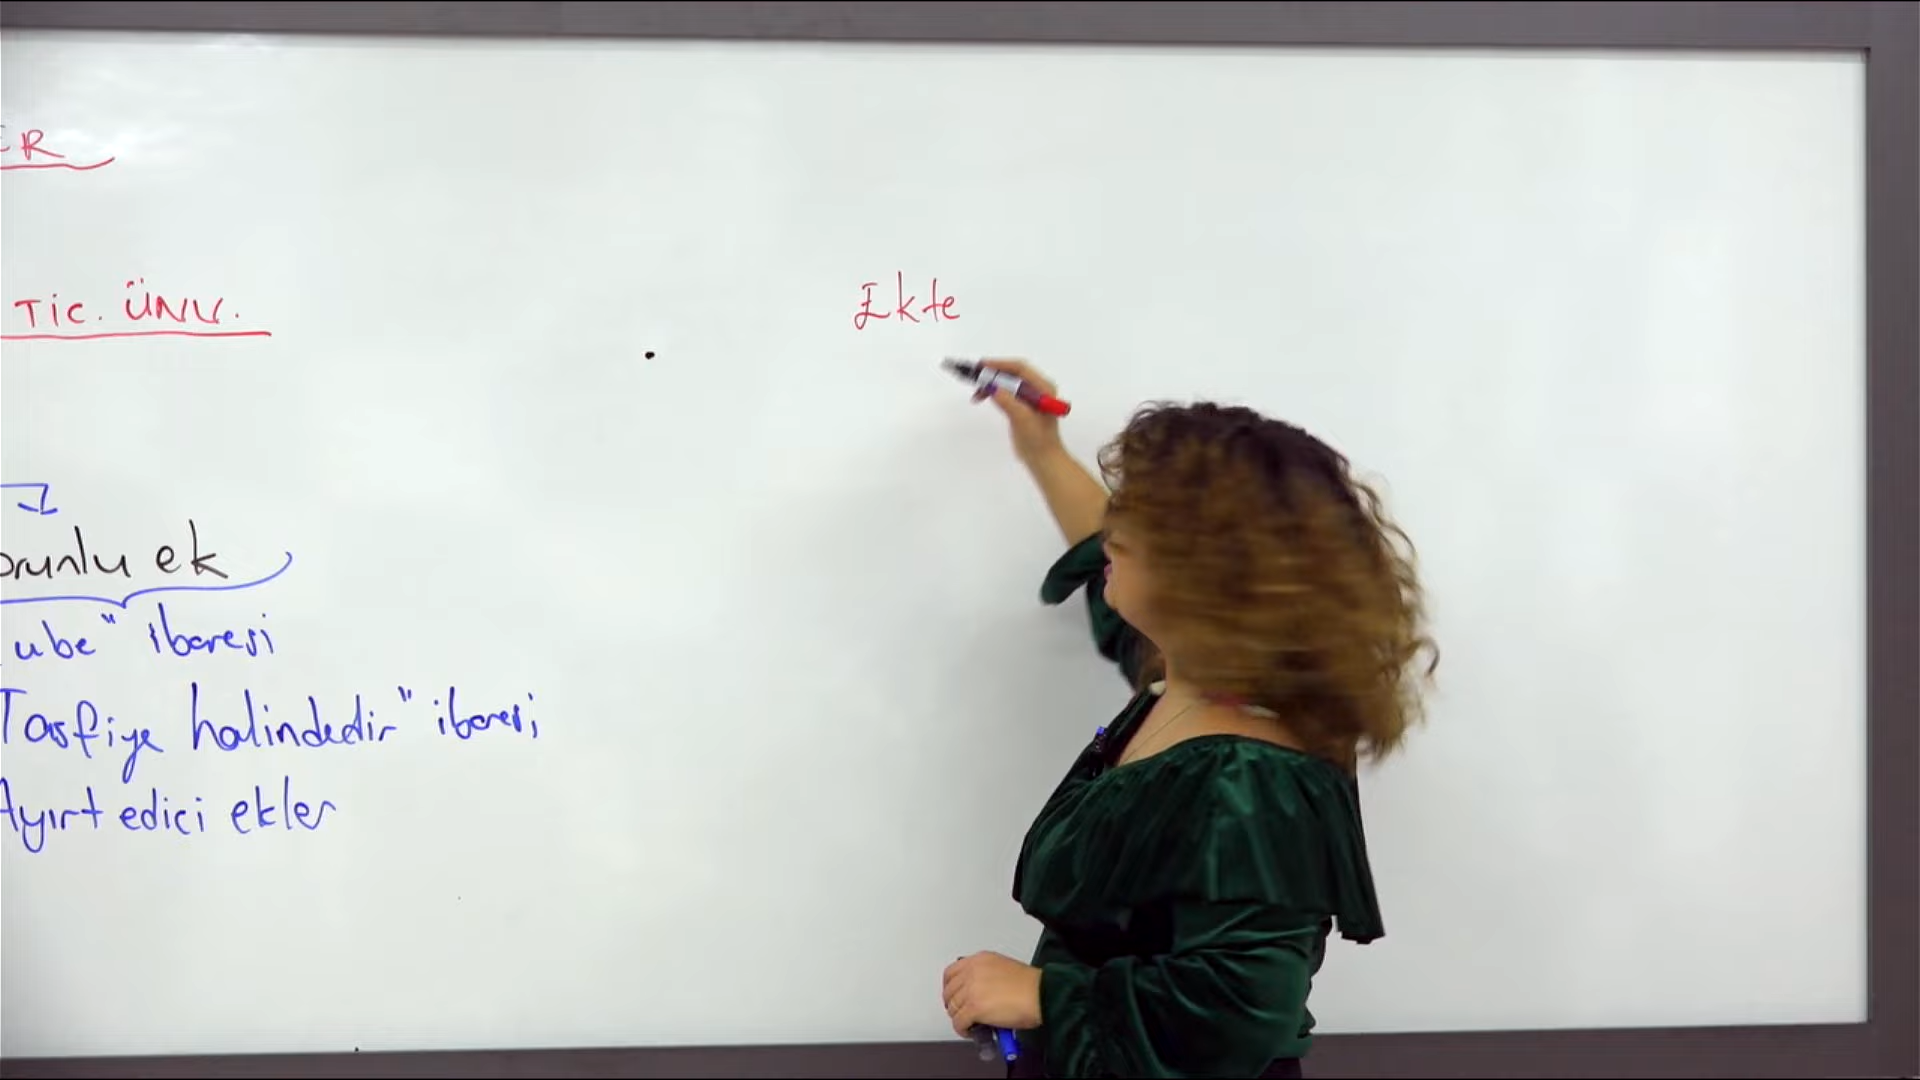 ER
TİC. ÜNV.
Ekte
orunlu ek
ube" ibaresi
Tasfiye halindedir" ibaresi
Ayırt edici ekler